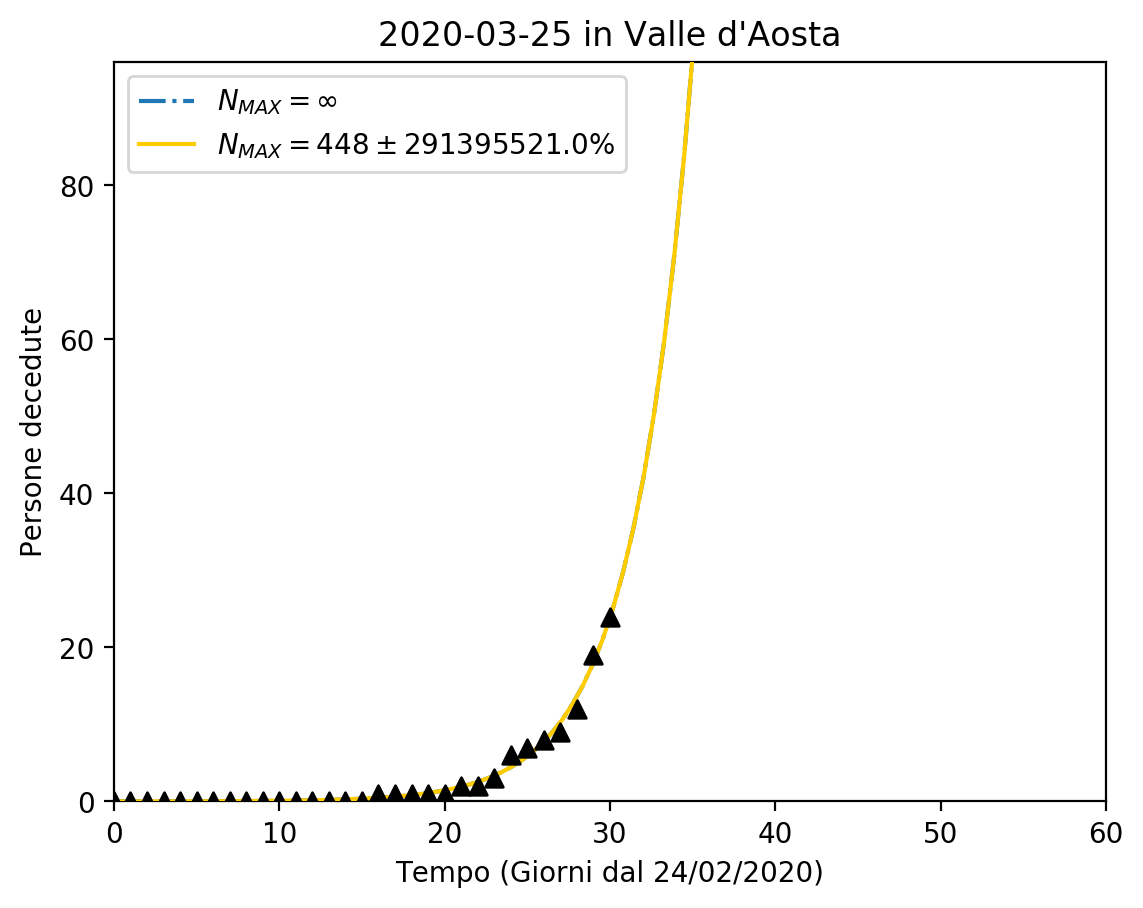 2020-03-25 in Valle d'Aosta
N_MAX = ∞
N_MAX = 448 ± 291395521.0%
Persone decedute
80
60
40
20
0
0 10 20 30 40 50 60
Tempo (Giorni dal 24/02/2020)